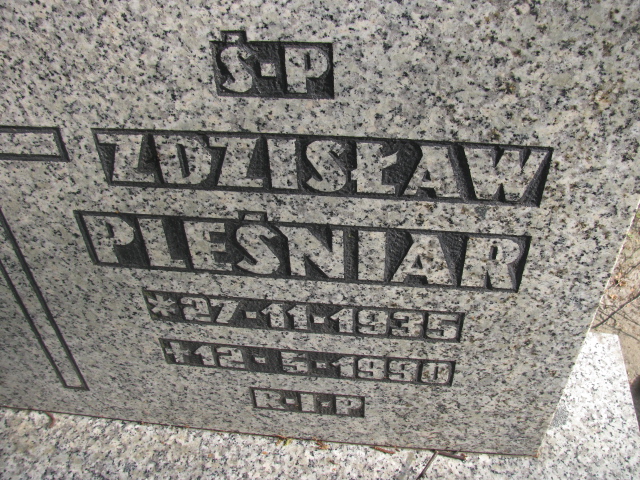 Ś-P
ZDZISŁAW
PLEŚNIAR
*27-11-1935
+12-5-1990
R-I-P